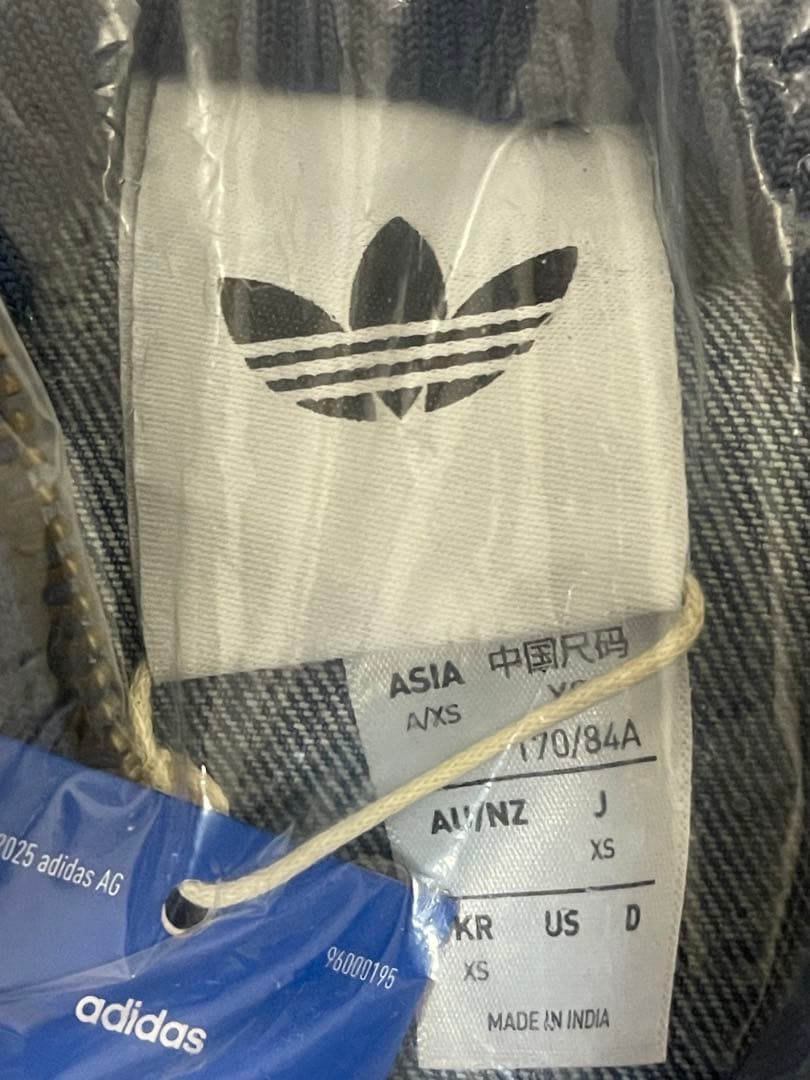 ASIA 中国尺码
A/XS XS
170/84A
AU/NZ J
XS
KR US D
XS
MADE IN INDIA
2025 adidas AG
96000195
adidas